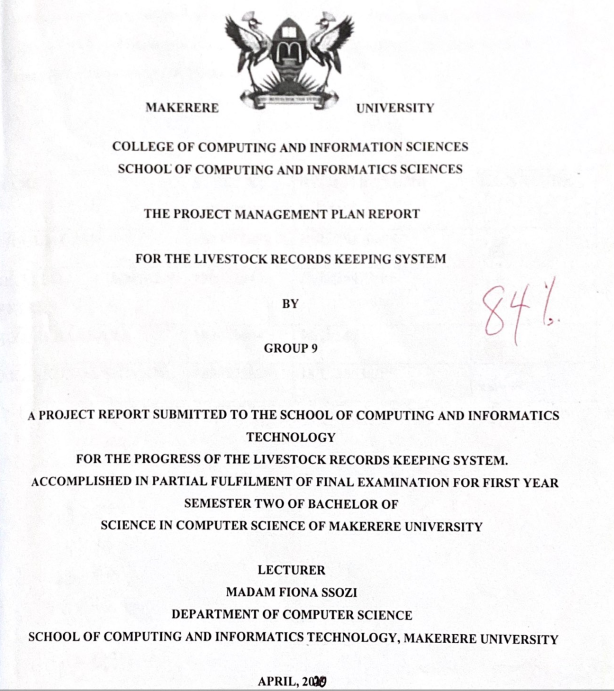 MAKERERE UNIVERSITY
COLLEGE OF COMPUTING AND INFORMATION SCIENCES
SCHOOL OF COMPUTING AND INFORMATICS SCIENCES
THE PROJECT MANAGEMENT PLAN REPORT
FOR THE LIVESTOCK RECORDS KEEPING SYSTEM
BY
84%
GROUP 9
A PROJECT REPORT SUBMITTED TO THE SCHOOL OF COMPUTING AND INFORMATICS
TECHNOLOGY
FOR THE PROGRESS OF THE LIVESTOCK RECORDS KEEPING SYSTEM.
ACCOMPLISHED IN PARTIAL FULFILMENT OF FINAL EXAMINATION FOR FIRST YEAR
SEMESTER TWO OF BACHELOR OF
SCIENCE IN COMPUTER SCIENCE OF MAKERERE UNIVERSITY
LECTURER
MADAM FIONA SSOZI
DEPARTMENT OF COMPUTER SCIENCE
SCHOOL OF COMPUTING AND INFORMATICS TECHNOLOGY, MAKERERE UNIVERSITY
APRIL,